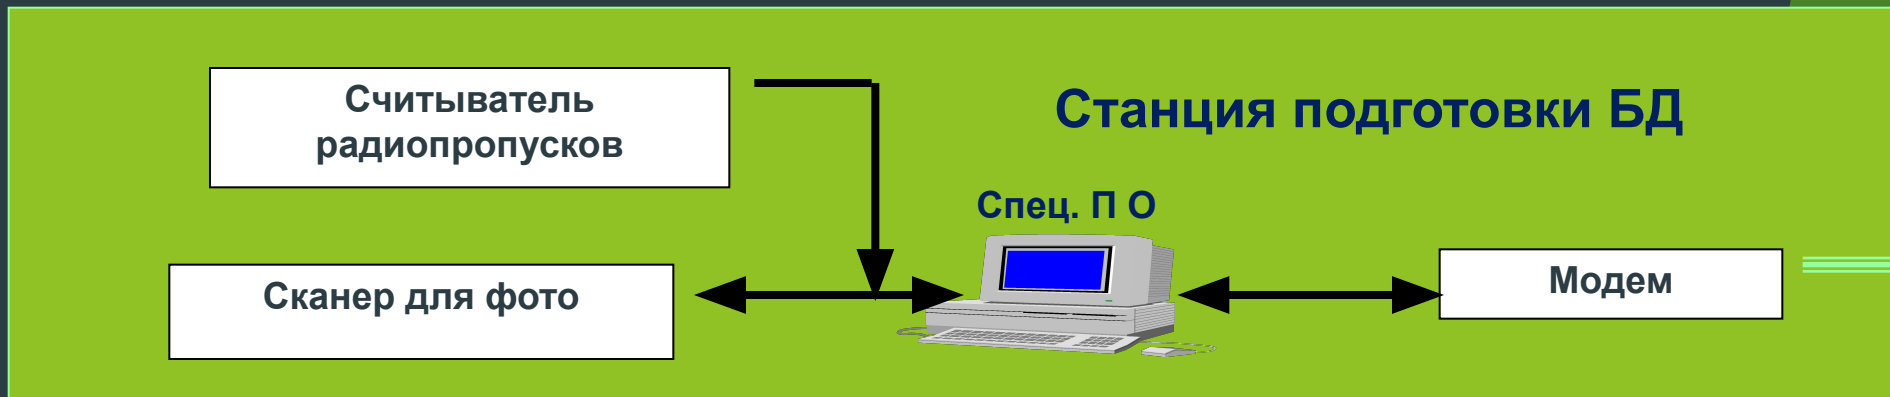 Считыватель
радиопропусков
Станция подготовки БД
Спец. П О
Сканер для фото
Модем